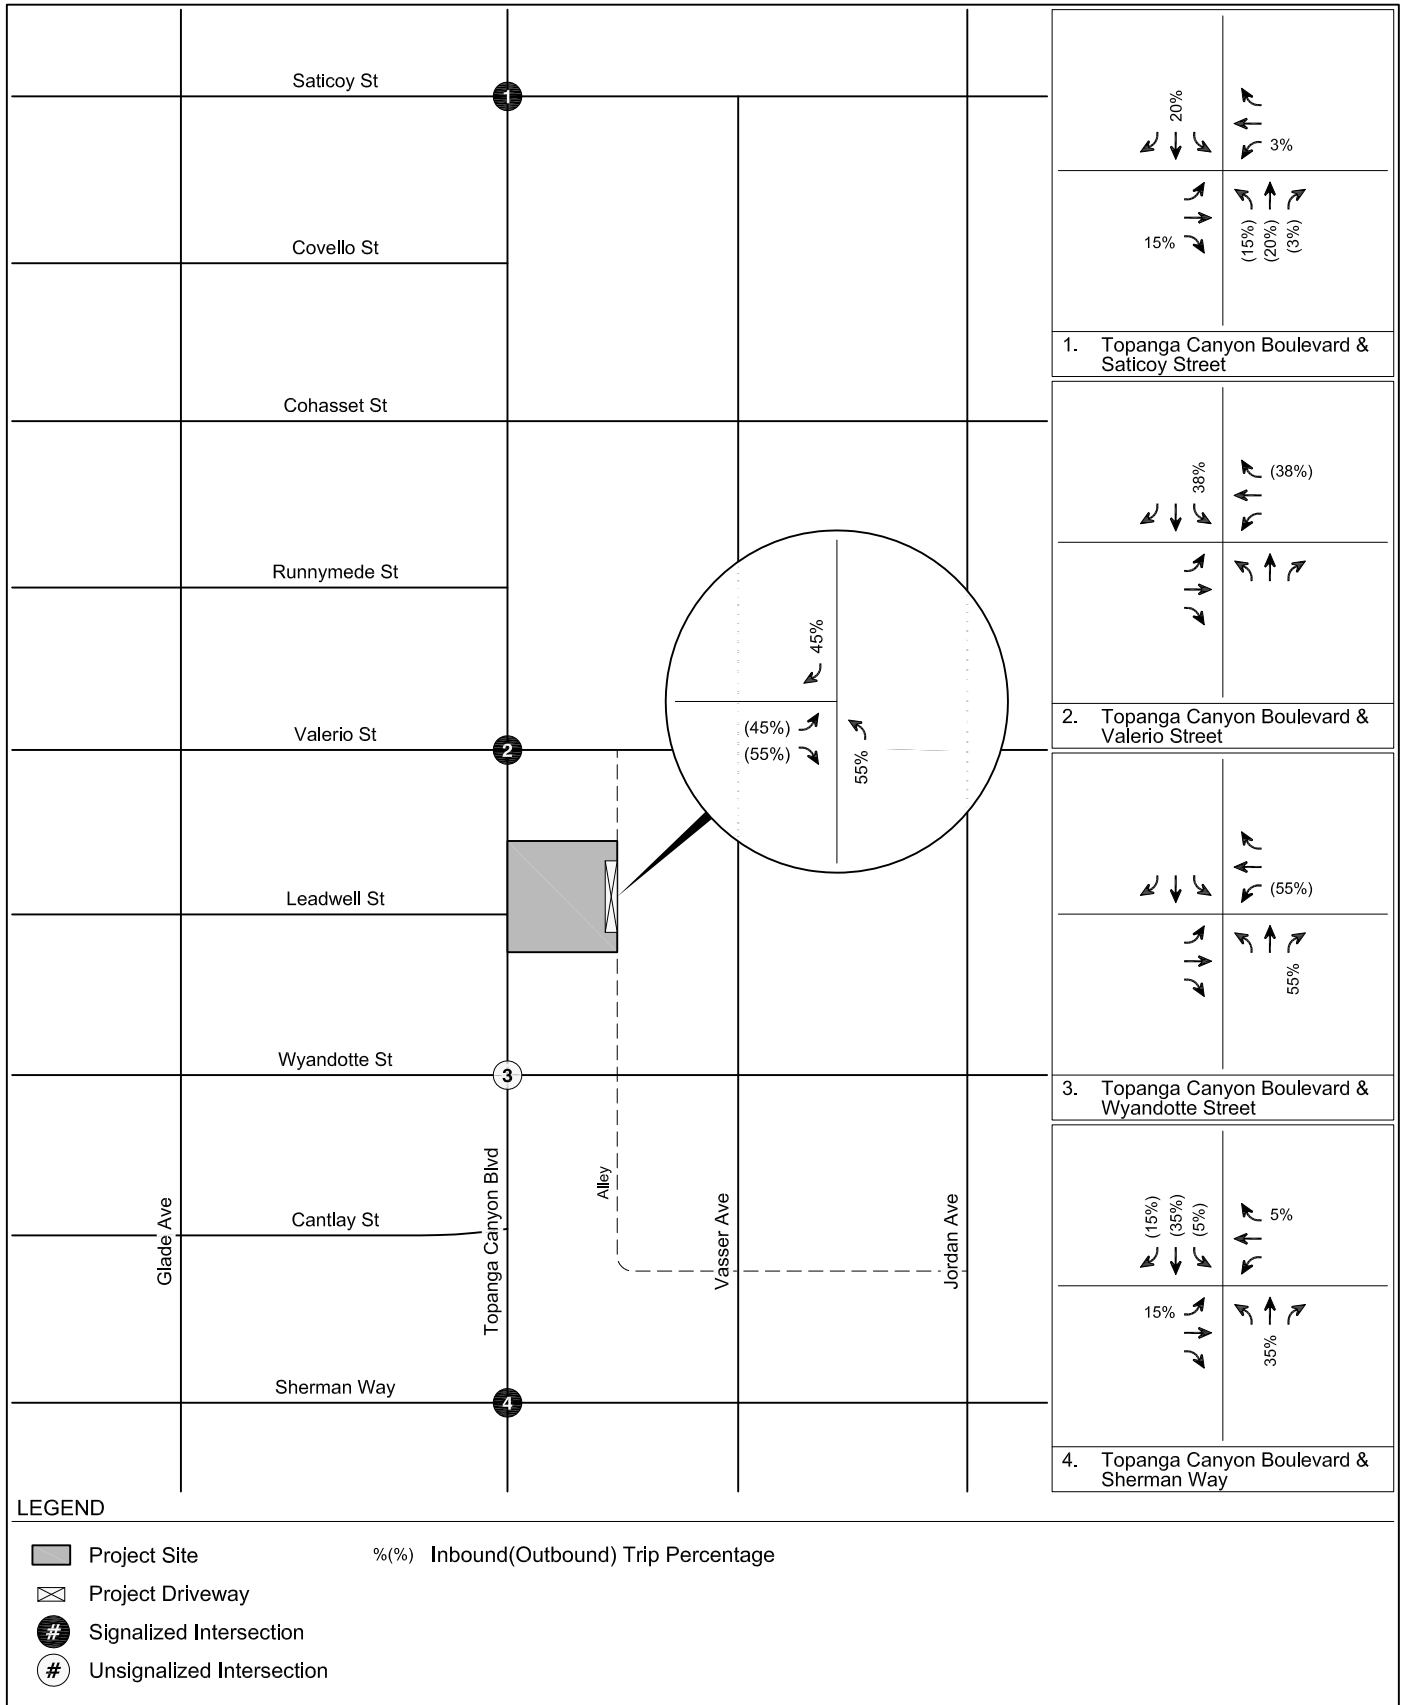 Saticoy St
1
Covello St
Cohasset St
Runnymede St
Valerio St
2
Leadwell St
Wyandotte St
3
Cantlay St
Sherman Way
4
Glade Ave
Topanga Canyon Blvd
Alley
Vasser Ave
Jordan Ave
45%
(45%)
(55%)
55%
20%
3%
15%
(15%)
(20%)
(3%)
1. Topanga Canyon Boulevard &
Saticoy Street
38%
(38%)
2. Topanga Canyon Boulevard &
Valerio Street
(55%)
55%
3. Topanga Canyon Boulevard &
Wyandotte Street
(15%)
(35%)
(5%)
5%
15%
35%
4. Topanga Canyon Boulevard &
Sherman Way
LEGEND
Project Site
%(%) Inbound(Outbound) Trip Percentage
Project Driveway
# Signalized Intersection
# Unsignalized Intersection